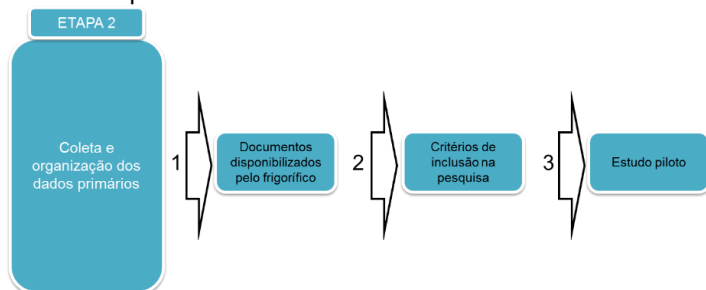 ETAPA 2
Coleta e
organização dos
dados primários
1
Documentos
disponibilizados
pelo frigorífico
2
Critérios de
inclusão na
pesquisa
3
Estudo piloto